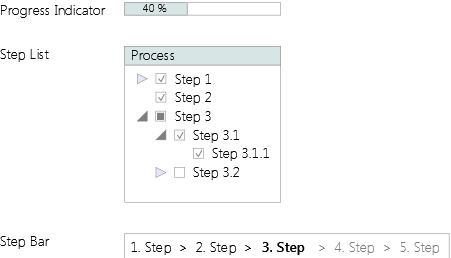 Progress Indicator 40 %
Step List Process
Step 1
Step 2
Step 3
Step 3.1
Step 3.1.1
Step 3.2
Step Bar 1. Step > 2. Step > 3. Step > 4. Step > 5. Step